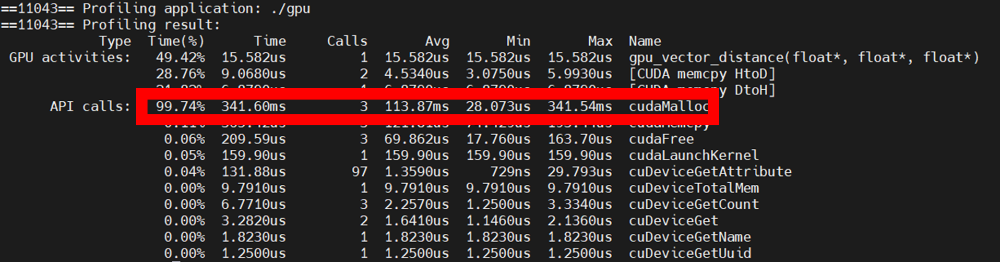 ==11043== Profiling application: ./gpu
==11043== Profiling result:
Type Time(%) Time Calls Avg Min Max Name
GPU activities: 49.42% 15.582us 1 15.582us 15.582us 15.582us gpu_vector_distance(float*, float*, float*)
28.76% 9.0680us 2 4.5340us 3.0750us 5.9930us [CUDA memcpy HtoD]
21.82% 6.8790us 1 6.8790us 6.8790us 6.8790us [CUDA memcpy DtoH]
API calls: 99.74% 341.60ms 3 113.87ms 28.073us 341.54ms cudaMalloc
0.11% cudaMemcpy
0.06% 209.59us 3 69.862us 17.760us 163.70us cudaFree
0.05% 159.90us 1 159.90us 159.90us 159.90us cudaLaunchKernel
0.04% 131.88us 97 1.3590us 729ns 29.793us cuDeviceGetAttribute
0.00% 9.7910us 1 9.7910us 9.7910us 9.7910us cuDeviceTotalMem
0.00% 6.7710us 3 2.2570us 1.2500us 3.3340us cuDeviceGetCount
0.00% 3.2820us 2 1.6410us 1.1460us 2.1360us cuDeviceGet
0.00% 1.8230us 1 1.8230us 1.8230us 1.8230us cuDeviceGetName
0.00% 1.2500us 1 1.2500us 1.2500us 1.2500us cuDeviceGetUuid